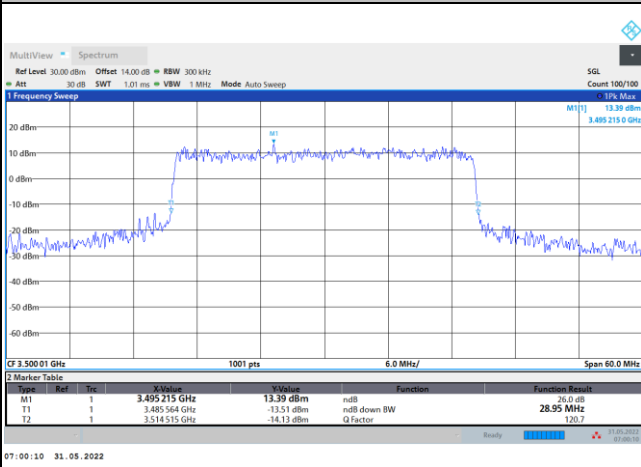 MultiView Spectrum
Ref Level 30.00 dBm Offset 14.00 dB RBW 300 kHz SGL
Att 30 dB SWT 1.01 ms VBW 1 MHz Mode Auto Sweep Count 100/100
1 Frequency Sweep 1Pk Max
M1[1] 13.39 dBm
3.495 215 0 GHz
M1
20 dBm
10 dBm
0 dBm
-10 dBm
T1 T2
-20 dBm
-30 dBm
-40 dBm
-50 dBm
-60 dBm
CF 3.500 01 GHz 1001 pts 6.0 MHz/ Span 60.0 MHz
2 Marker Table
Type Ref Trc X-Value Y-Value Function Function Result
M1 1 3.495 215 GHz 13.39 dBm ndB 26.0 dB
T1 1 3.485 564 GHz -13.51 dBm ndB down BW 28.95 MHz
T2 1 3.514 515 GHz -14.13 dBm Q Factor 120.7
Ready 31.05.2022
07:00:10
07:00:10 31.05.2022